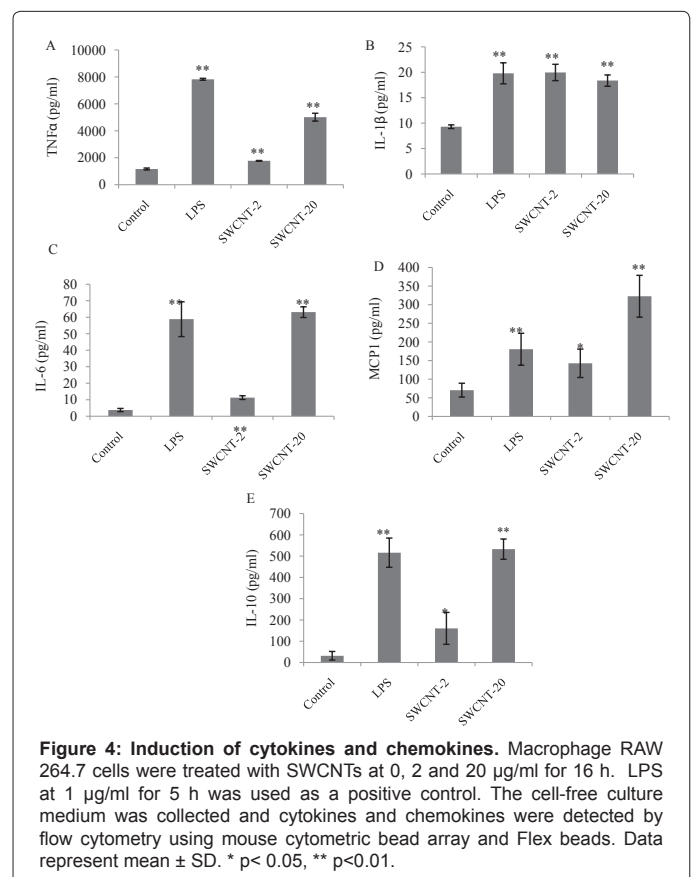 A
10000
8000
6000
4000
2000
0
TNFα (pg/ml)
**
**
**
Control
LPS
SWCNT-2
SWCNT-20
B
25
20
15
10
5
0
IL-1β (pg/ml)
**
**
**
Control
LPS
SWCNT-2
SWCNT-20
C
80
70
60
50
40
30
20
10
0
IL-6 (pg/ml)
**
**
**
Control
LPS
SWCNT-2
SWCNT-20
D
400
350
300
250
200
150
100
50
0
MCP1 (pg/ml)
**
*
**
Control
LPS
SWCNT-2
SWCNT-20
E
700
600
500
400
300
200
100
0
IL-10 (pg/ml)
**
*
**
Control
LPS
SWCNT-2
SWCNT-20
Figure 4: Induction of cytokines and chemokines. Macrophage RAW
264.7 cells were treated with SWCNTs at 0, 2 and 20 µg/ml for 16 h. LPS
at 1 µg/ml for 5 h was used as a positive control. The cell-free culture
medium was collected and cytokines and chemokines were detected by
flow cytometry using mouse cytometric bead array and Flex beads. Data
represent mean ± SD. * p< 0.05, ** p<0.01.